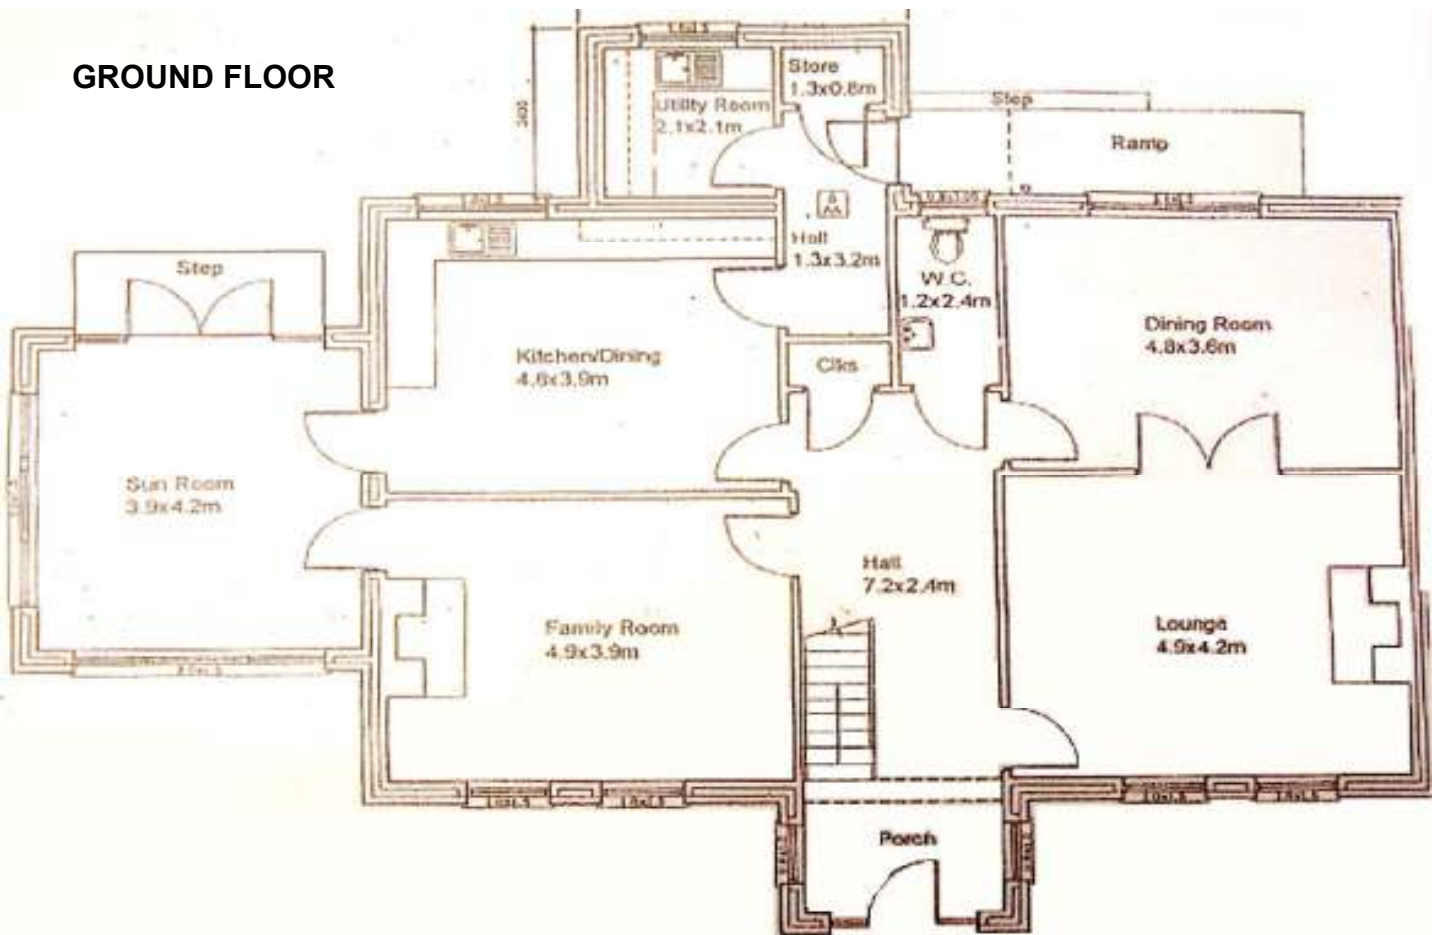 GROUND FLOOR
Store
1.3x0.8m
Utility Room
2.1x2.1m
Step
Ramp
Hall
1.3x3.2m
W.C.
1.2x2.4m
Step
Dining Room
4.8x3.6m
Kitchen/Dining
4.6x3.9m
Clks
Sun Room
3.9x4.2m
Hall
7.2x2.4m
Family Room
4.9x3.9m
Lounge
4.9x4.2m
Porch